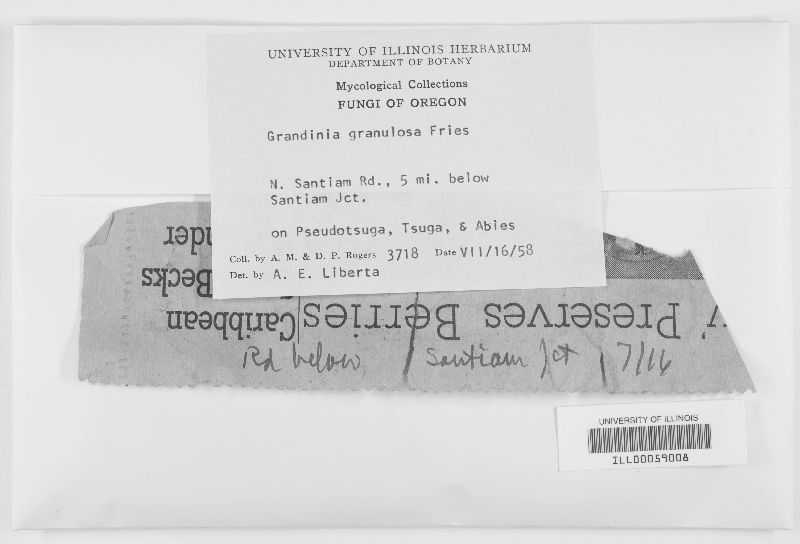 UNIVERSITY OF ILLINOIS HERBARIUM
DEPARTMENT OF BOTANY
Mycological Collections
FUNGI OF OREGON
Grandinia granulosa Fries
N. Santiam Rd., 5 mi. below
Santiam Jct.
on Pseudotsuga, Tsuga, & Abies
Coll. by A. M. & D. P. Rogers 3718 Date VII/16/58
Det. by A. E. Liberta
Becks
Preserves Berries Caribbean
Rd below Santiam Jct 7/16
UNIVERSITY OF ILLINOIS
ILL00059008